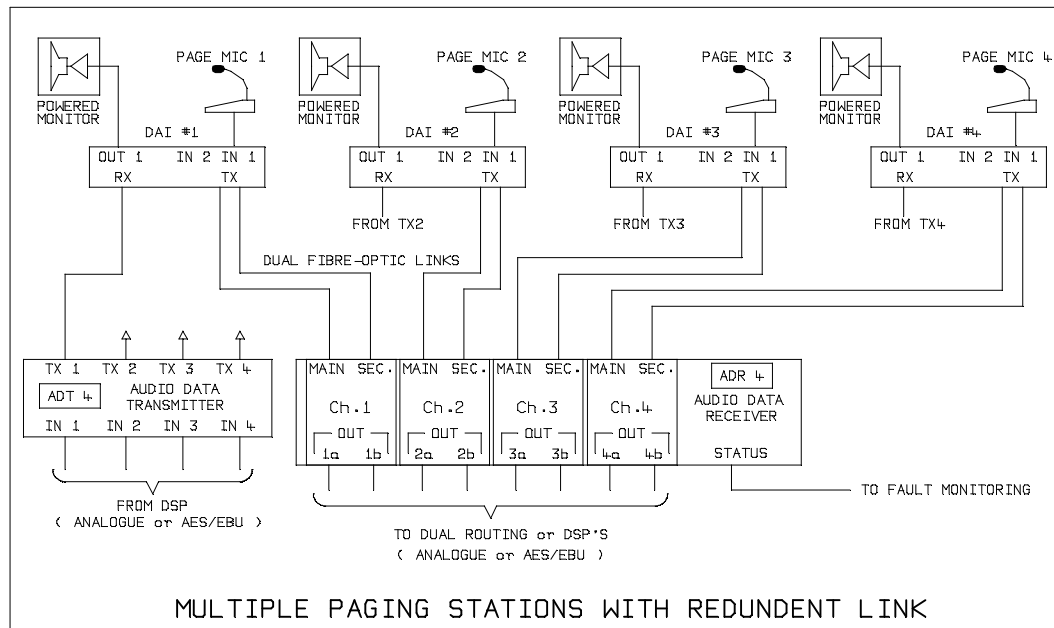 PAGE MIC 1
POWERED
MONITOR
DAI #1
OUT 1 IN 2 IN 1
RX TX
PAGE MIC 2
POWERED
MONITOR
DAI #2
OUT 1 IN 2 IN 1
RX TX
FROM TX2
PAGE MIC 3
POWERED
MONITOR
DAI #3
OUT 1 IN 2 IN 1
RX TX
FROM TX3
PAGE MIC 4
POWERED
MONITOR
DAI #4
OUT 1 IN 2 IN 1
RX TX
FROM TX4
DUAL FIBRE-OPTIC LINKS
TX 1 TX 2 TX 3 TX 4
ADT 4
AUDIO DATA
TRANSMITTER
IN 1 IN 2 IN 3 IN 4
FROM DSP
( ANALOGUE or AES/EBU )
MAIN SEC.
Ch.1
OUT
1a 1b
MAIN SEC.
Ch.2
OUT
2a 2b
MAIN SEC.
Ch.3
OUT
3a 3b
MAIN SEC.
Ch.4
OUT
4a 4b
ADR 4
AUDIO DATA
RECEIVER
STATUS
TO FAULT MONITORING
TO DUAL ROUTING or DSP'S
( ANALOGUE or AES/EBU )
MULTIPLE PAGING STATIONS WITH REDUNDENT LINK